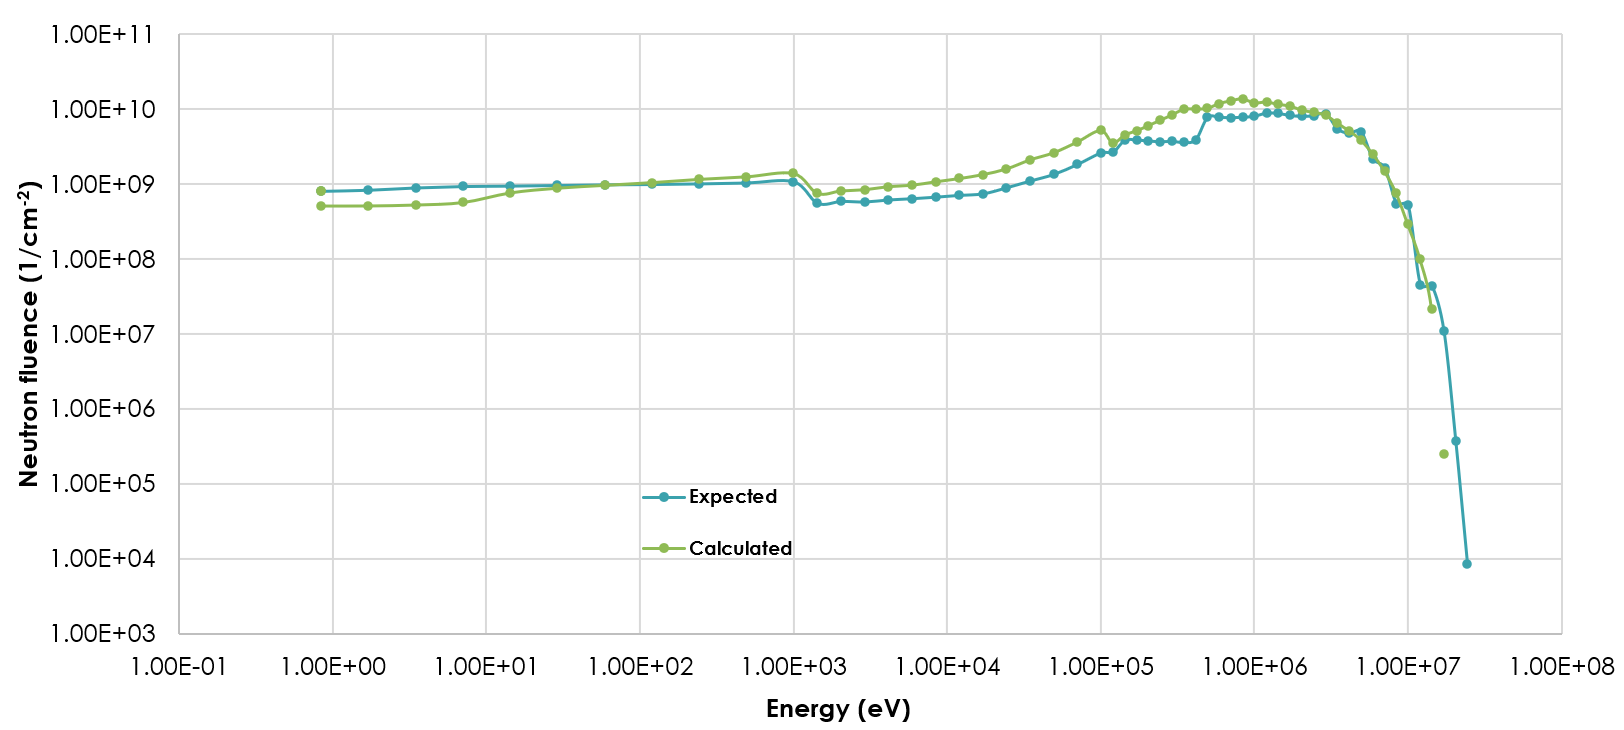 1.00E+11
1.00E+10
1.00E+09
1.00E+08
1.00E+07
1.00E+06
1.00E+05
1.00E+04
1.00E+03
Neutron fluence (1/cm⁻²)
Expected
Calculated
1.00E-01 1.00E+00 1.00E+01 1.00E+02 1.00E+03 1.00E+04 1.00E+05 1.00E+06 1.00E+07 1.00E+08
Energy (eV)